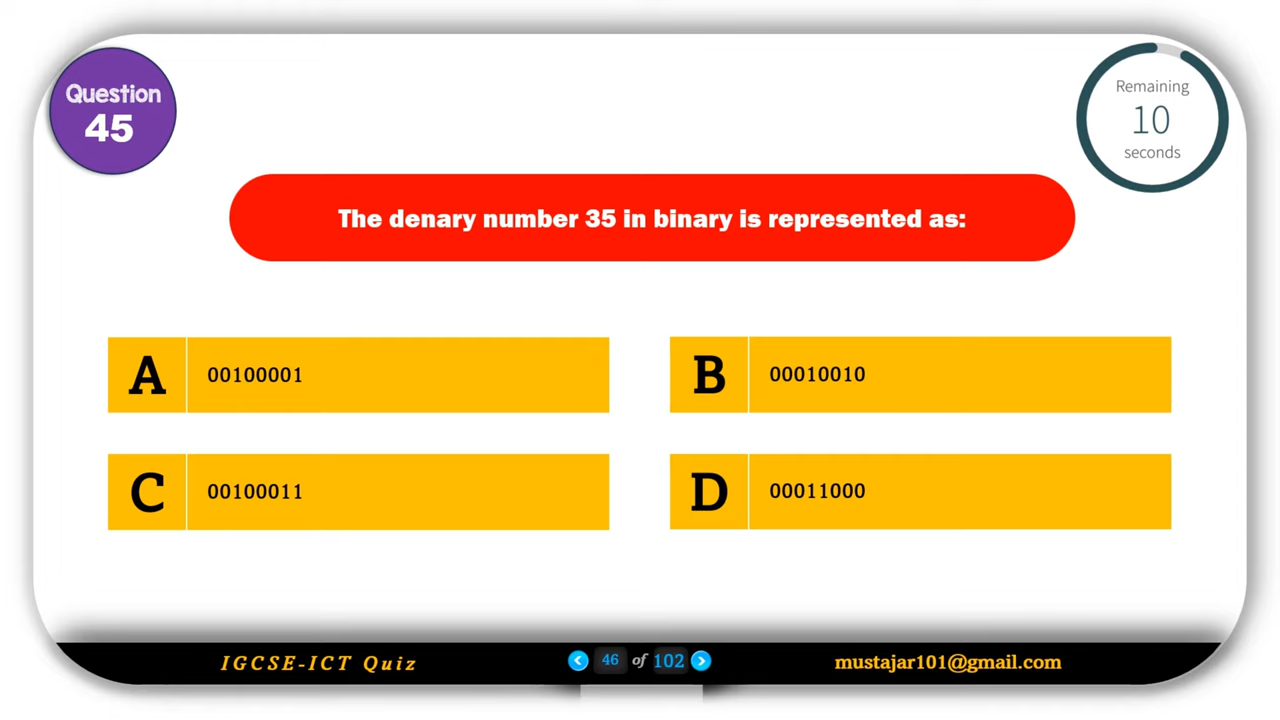 Question
45
Remaining
10
seconds
The denary number 35 in binary is represented as:
A 00100001
B 00010010
C 00100011
D 00011000
IGCSE-ICT Quiz
46 of 102
mustajar101@gmail.com